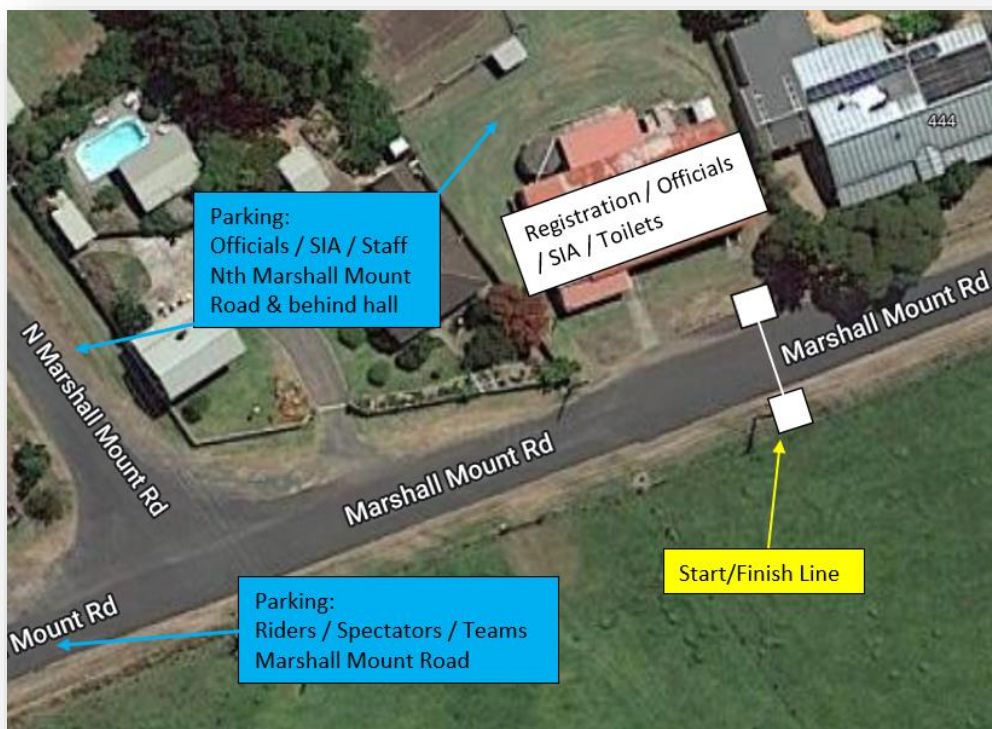 444
Registration / Officials
/ SIA / Toilets
Parking:
Officials / SIA / Staff
Nth Marshall Mount
Road & behind hall
N Marshall Mount Rd
Marshall Mount Rd
Marshall Mount Rd
Start/Finish Line
Parking:
Riders / Spectators / Teams
Marshall Mount Road
Mount Rd